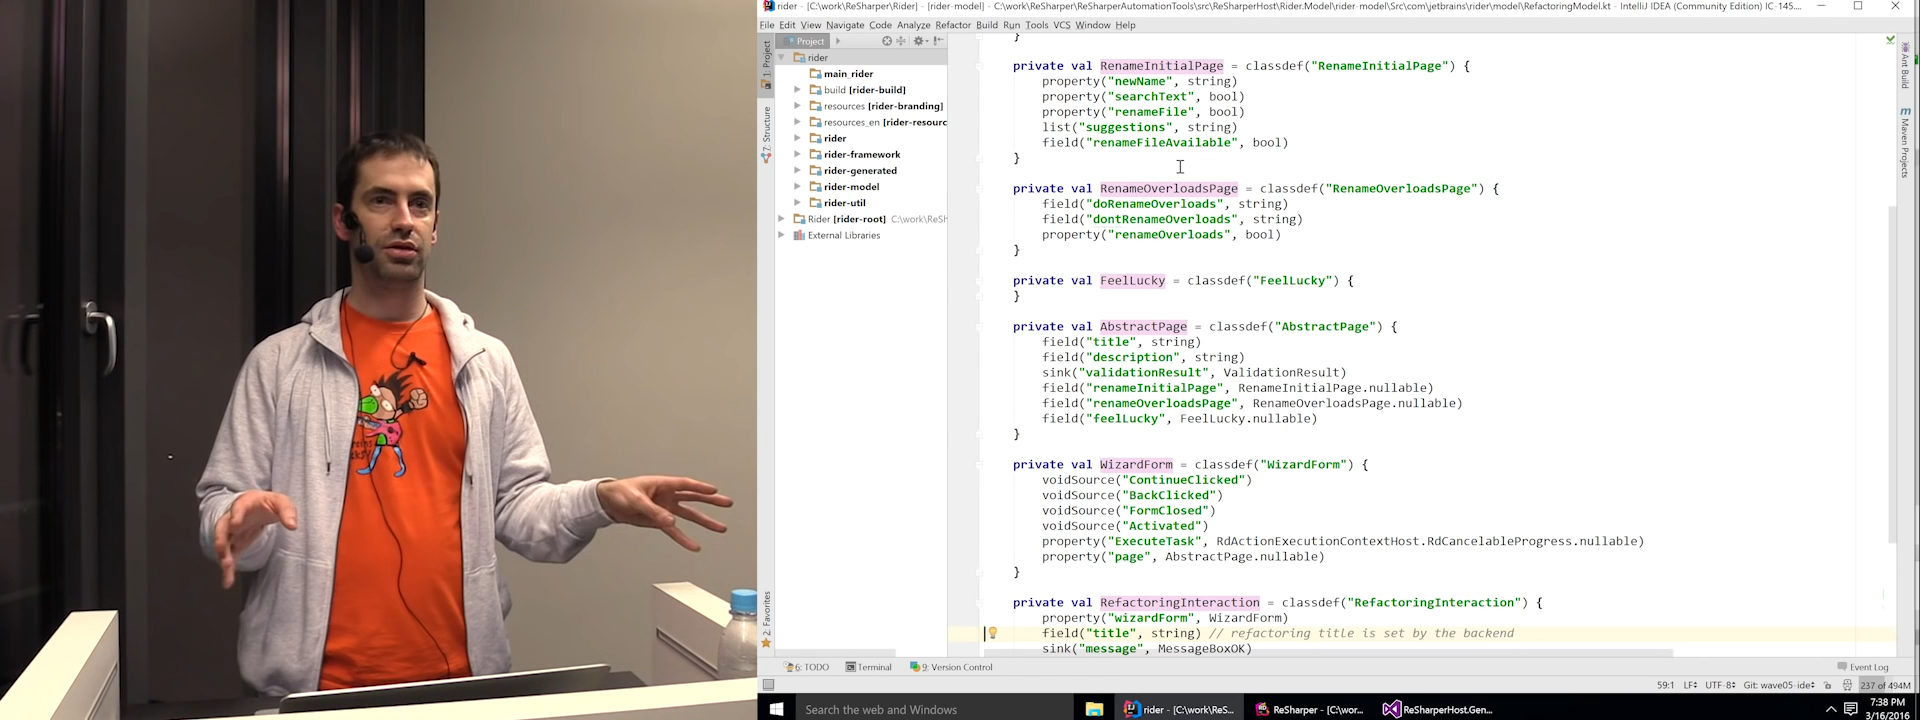 rider - [C:\work\ReSharper\Rider] - [rider-model] - C:\work\ReSharper\ReSharperAutomationTools\src\ReSharperHost\Rider.Model\rider-model\Src\com\jetbrains\rider\model\RefactoringModel.kt - IntelliJ IDEA (Community Edition) IC-145....
File Edit View Navigate Code Analyze Refactor Build Run Tools VCS Window Help
Project
1: Project
Z: Structure
2: Favorites
rider
main_rider
build [rider-build]
resources [rider-branding]
resources_en [rider-resourc
rider
rider-framework
rider-generated
rider-model
rider-util
Rider [rider-root] C:\work\ReSh
External Libraries
}
private val RenameInitialPage = classdef("RenameInitialPage") {
property("newName", string)
property("searchText", bool)
property("renameFile", bool)
list("suggestions", string)
field("renameFileAvailable", bool)
}
private val RenameOverloadsPage = classdef("RenameOverloadsPage") {
field("doRenameOverloads", string)
field("dontRenameOverloads", string)
property("renameOverloads", bool)
}
private val FeelLucky = classdef("FeelLucky") {
}
private val AbstractPage = classdef("AbstractPage") {
field("title", string)
field("description", string)
sink("validationResult", ValidationResult)
field("renameInitialPage", RenameInitialPage.nullable)
field("renameOverloadsPage", RenameOverloadsPage.nullable)
field("feelLucky", FeelLucky.nullable)
}
private val WizardForm = classdef("WizardForm") {
voidSource("ContinueClicked")
voidSource("BackClicked")
voidSource("FormClosed")
voidSource("Activated")
property("ExecuteTask", RdActionExecutionContextHost.RdCancelableProgress.nullable)
property("page", AbstractPage.nullable)
}
private val RefactoringInteraction = classdef("RefactoringInteraction") {
property("wizardForm", WizardForm)
field("title", string) // refactoring title is set by the backend
sink("message", MessageBoxOK)
Ant Build
Maven Projects
6: TODO Terminal 9: Version Control Event Log
59:1 LF÷ UTF-8÷ Git: wave05-ide÷ 237 of 494M
Search the web and Windows
rider - [C:\work\ReS...
ReSharper - [C:\wor...
ReSharperHost.Gen...
7:38 PM
3/16/2016